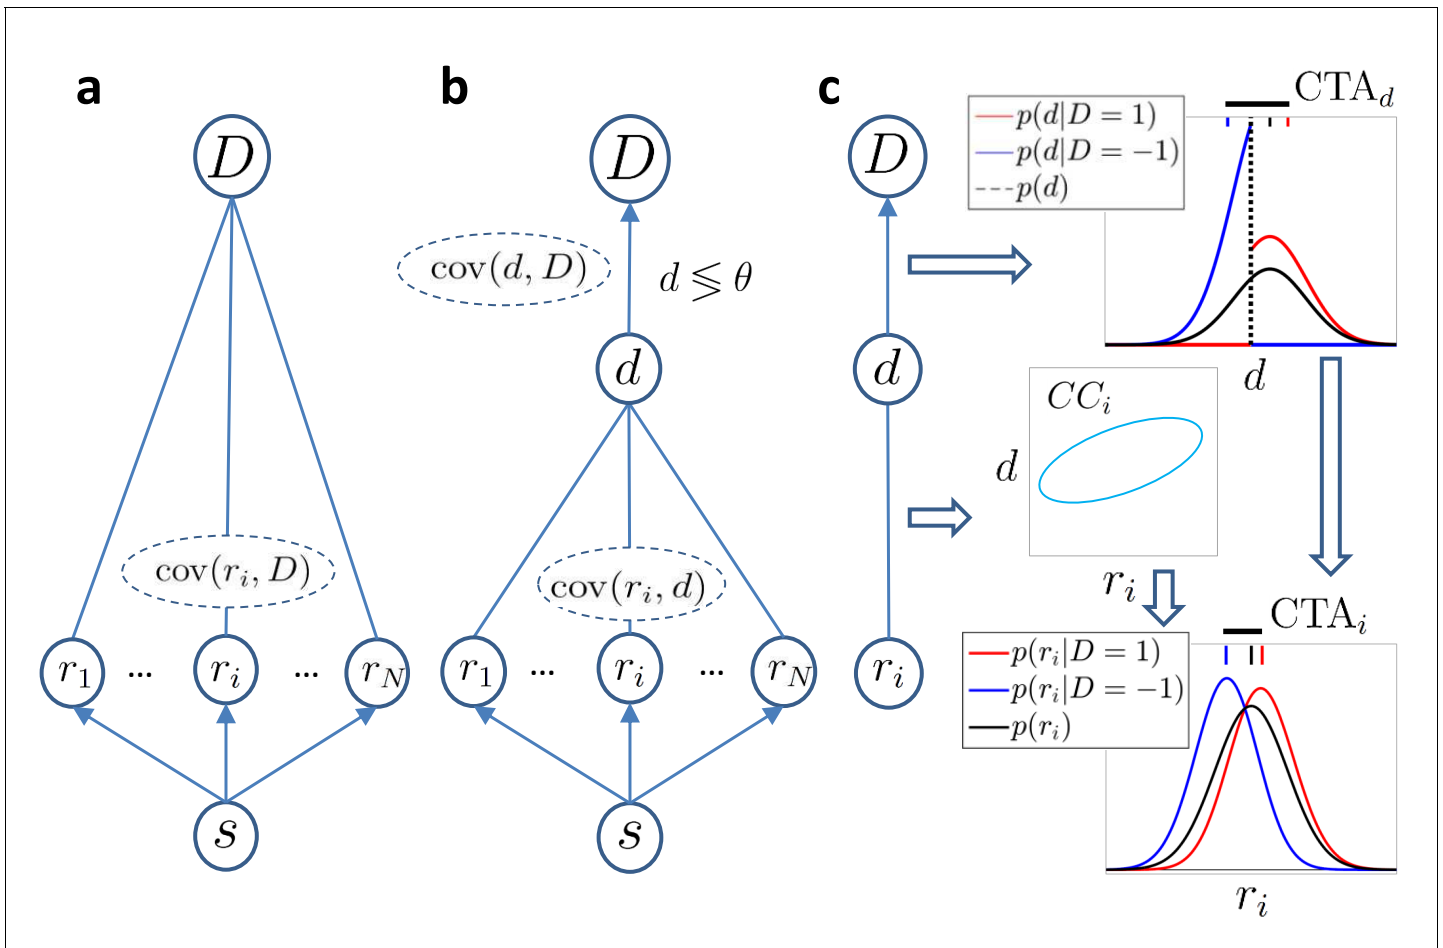 a
D
cov(r_i, D)
r_1 ... r_i ... r_N
s
b
D
cov(d, D)
d ≶ θ
d
cov(r_i, d)
r_1 ... r_i ... r_N
s
c
D
d
r_i
CTA_d
p(d|D = 1)
p(d|D = −1)
p(d)
d
CC_i
d
r_i
CTA_i
p(r_i|D = 1)
p(r_i|D = −1)
p(r_i)
r_i